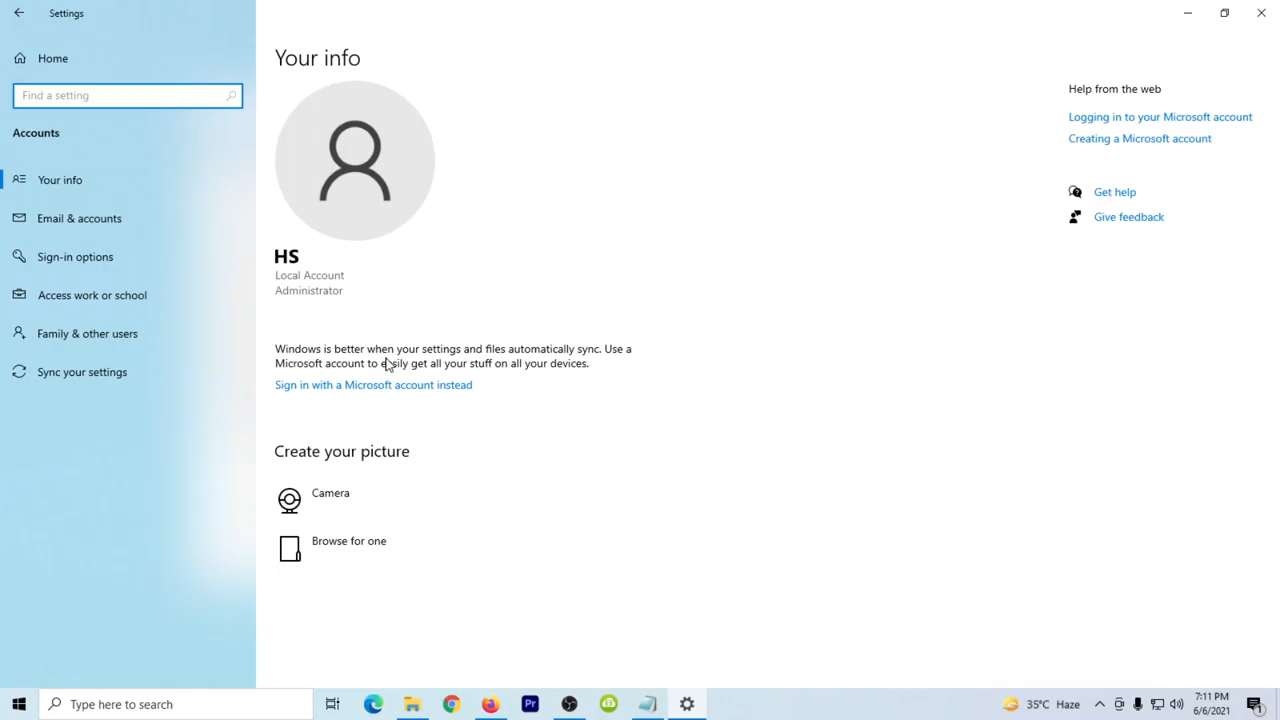 Settings
Home
Find a setting
Accounts
Your info
Email & accounts
Sign-in options
Access work or school
Family & other users
Sync your settings
Your info
HS
Local Account
Administrator
Windows is better when your settings and files automatically sync. Use a
Microsoft account to easily get all your stuff on all your devices.
Sign in with a Microsoft account instead
Create your picture
Camera
Browse for one
Help from the web
Logging in to your Microsoft account
Creating a Microsoft account
Get help
Give feedback
Type here to search
Pr
35°C Haze
7:11 PM
6/6/2021
1